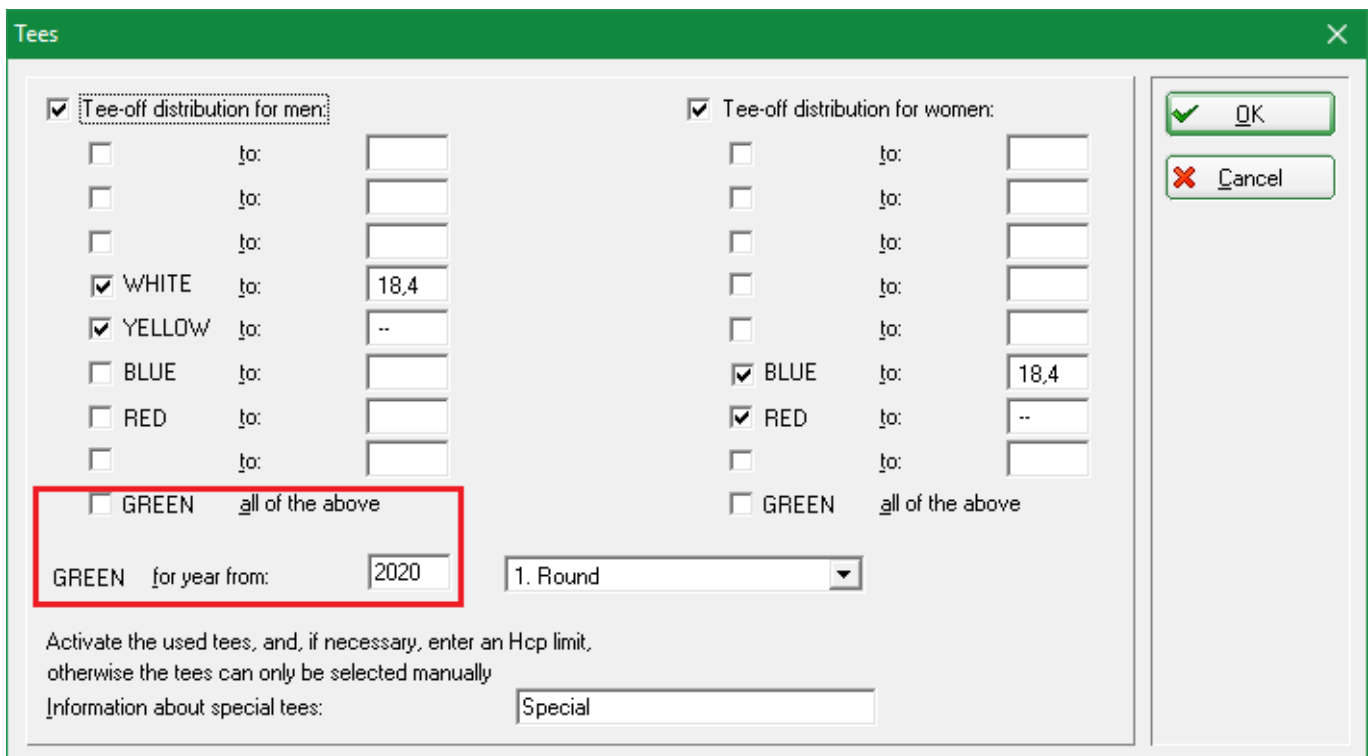 Tees
Tee-off distribution for men: Tee-off distribution for women:
to: to:
to: to:
to: to:
WHITE to: 18,4 to:
YELLOW to: -- to:
BLUE to: BLUE to: 18,4
RED to: RED to: --
to: to:
GREEN all of the above GREEN all of the above
GREEN for year from: 2020 1. Round
Activate the used tees, and, if necessary, enter an Hcp limit,
otherwise the tees can only be selected manually
Information about special tees: Special
OK
Cancel